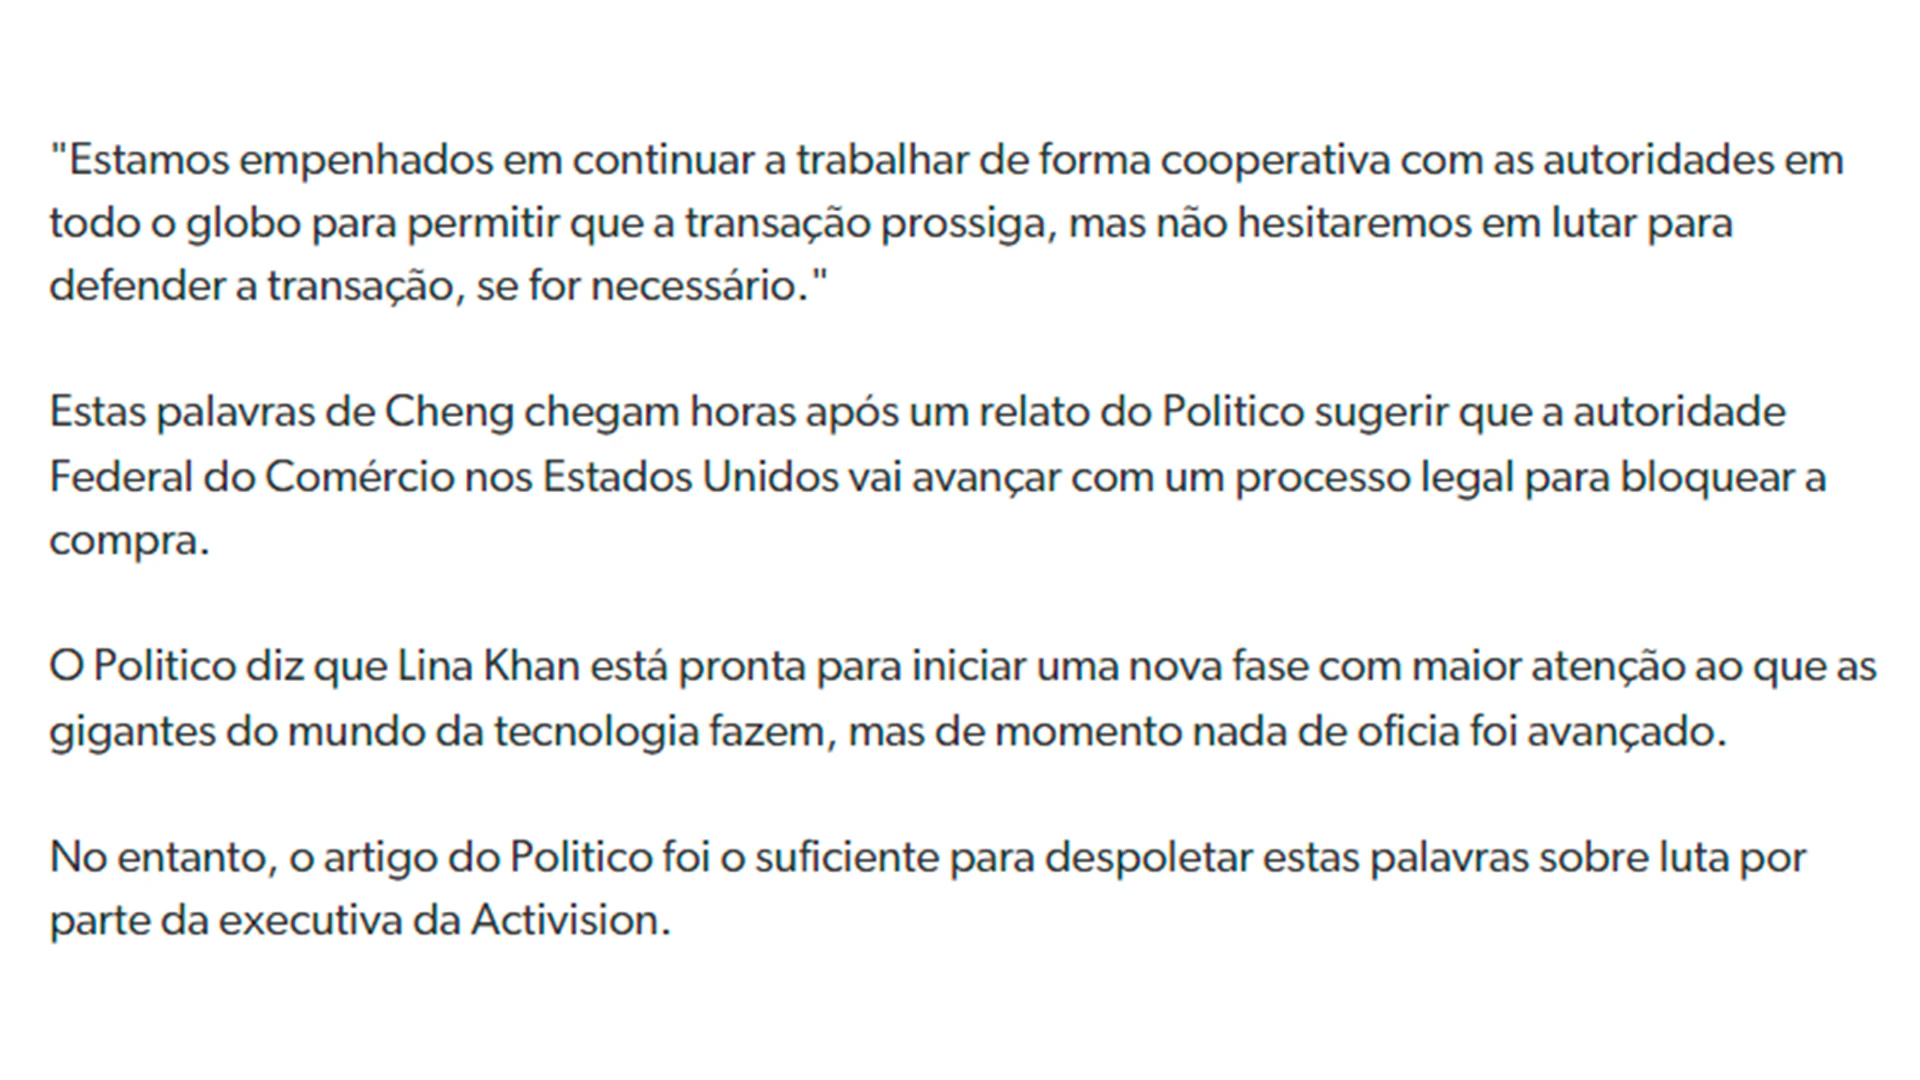 "Estamos empenhados em continuar a trabalhar de forma cooperativa com as autoridades em
todo o globo para permitir que a transação prossiga, mas não hesitaremos em lutar para
defender a transação, se for necessário."
Estas palavras de Cheng chegam horas após um relato do Politico sugerir que a autoridade
Federal do Comércio nos Estados Unidos vai avançar com um processo legal para bloquear a
compra.
O Politico diz que Lina Khan está pronta para iniciar uma nova fase com maior atenção ao que as
gigantes do mundo da tecnologia fazem, mas de momento nada de oficia foi avançado.
No entanto, o artigo do Politico foi o suficiente para despoletar estas palavras sobre luta por
parte da executiva da Activision.